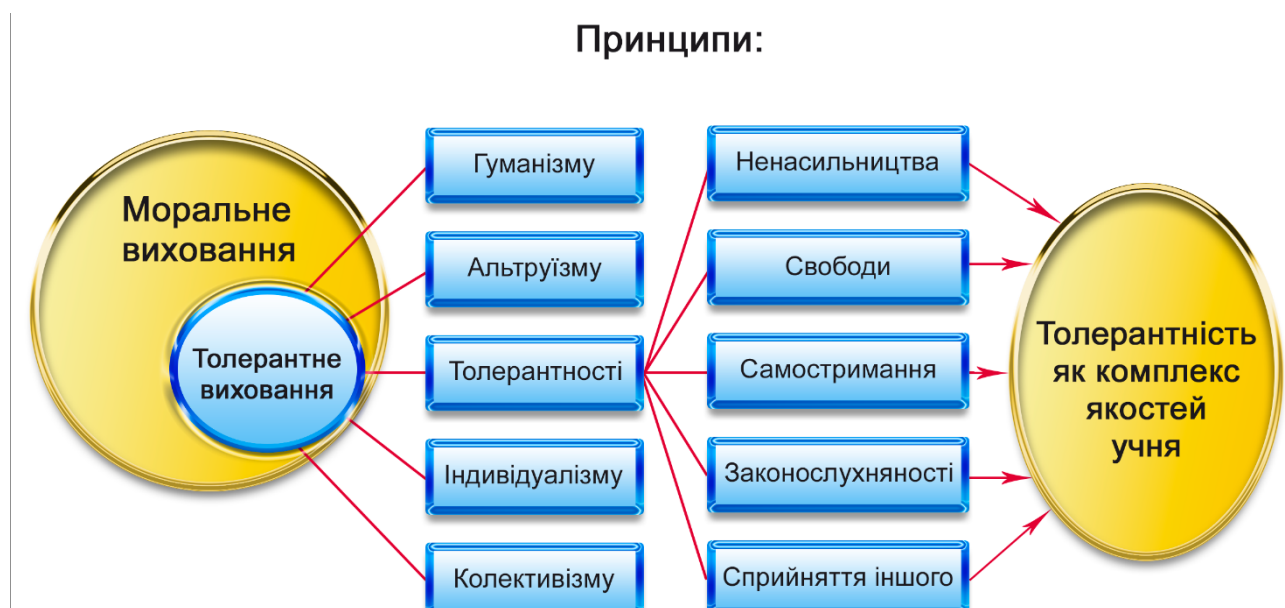 Принципи:
Моральне
виховання
Толерантне
виховання
Гуманізму
Альтруїзму
Толерантності
Індивідуалізму
Колективізму
Ненасильництва
Свободи
Самостримання
Законослухняності
Сприйняття іншого
Толерантність
як комплекс
якостей
учня